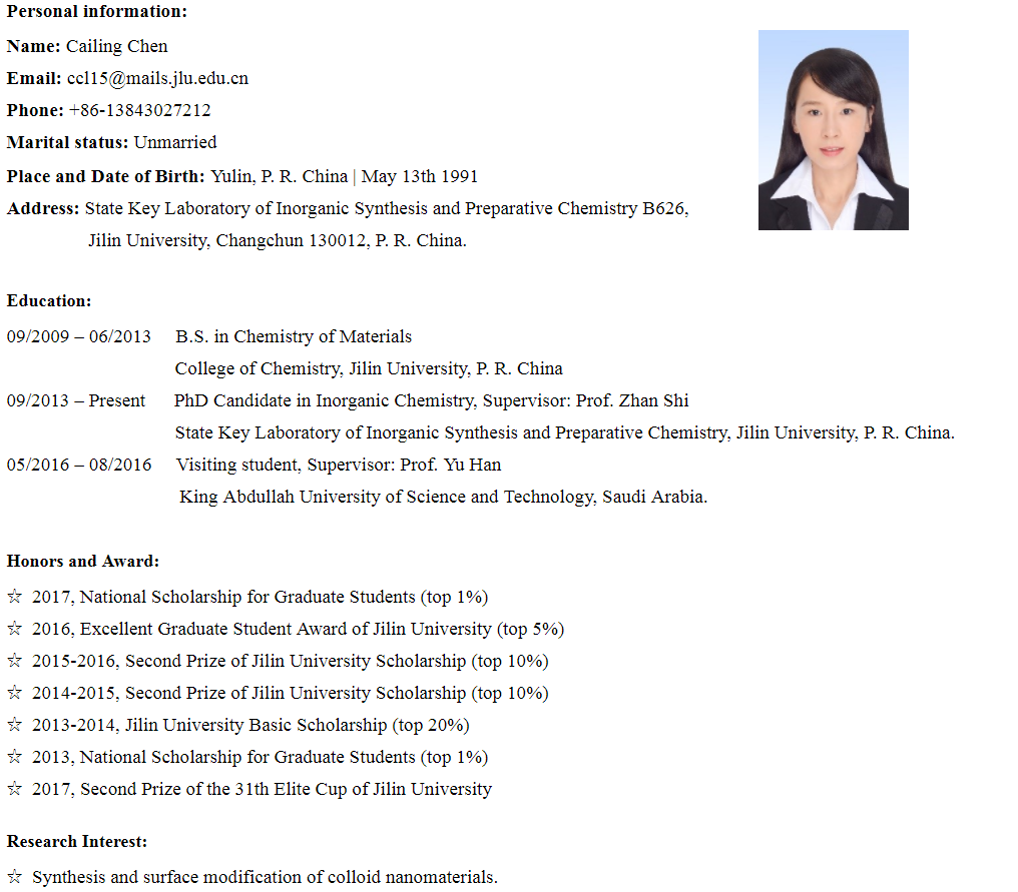 Personal information:
Name: Cailing Chen
Email: ccl15@mails.jlu.edu.cn
Phone: +86-13843027212
Marital status: Unmarried
Place and Date of Birth: Yulin, P. R. China | May 13th 1991
Address: State Key Laboratory of Inorganic Synthesis and Preparative Chemistry B626,
Jilin University, Changchun 130012, P. R. China.
Education:
09/2009 – 06/2013 B.S. in Chemistry of Materials
College of Chemistry, Jilin University, P. R. China
09/2013 – Present PhD Candidate in Inorganic Chemistry, Supervisor: Prof. Zhan Shi
State Key Laboratory of Inorganic Synthesis and Preparative Chemistry, Jilin University, P. R. China.
05/2016 – 08/2016 Visiting student, Supervisor: Prof. Yu Han
King Abdullah University of Science and Technology, Saudi Arabia.
Honors and Award:
☆ 2017, National Scholarship for Graduate Students (top 1%)
☆ 2016, Excellent Graduate Student Award of Jilin University (top 5%)
☆ 2015-2016, Second Prize of Jilin University Scholarship (top 10%)
☆ 2014-2015, Second Prize of Jilin University Scholarship (top 10%)
☆ 2013-2014, Jilin University Basic Scholarship (top 20%)
☆ 2013, National Scholarship for Graduate Students (top 1%)
☆ 2017, Second Prize of the 31th Elite Cup of Jilin University
Research Interest:
☆ Synthesis and surface modification of colloid nanomaterials.